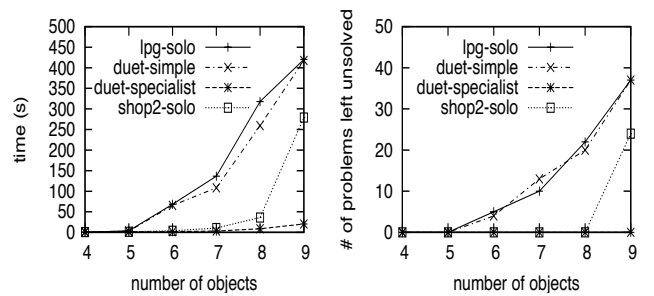 500
450
400
350
300
250
200
150
100
50
0
time (s)
lpg-solo
duet-simple
duet-specialist
shop2-solo
4 5 6 7 8 9
number of objects
50
40
30
20
10
0
# of problems left unsolved
lpg-solo
duet-simple
duet-specialist
shop2-solo
4 5 6 7 8 9
number of objects